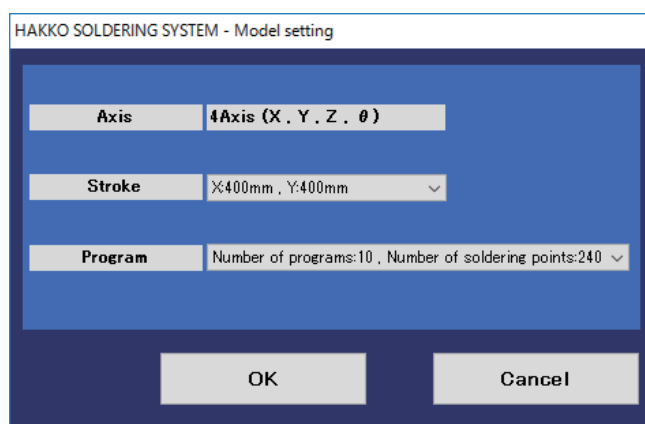 HAKKO SOLDERING SYSTEM - Model setting
Axis 4Axis (X . Y . Z . θ)
Stroke X:400mm , Y:400mm
Program Number of programs:10 , Number of soldering points:240
OK Cancel